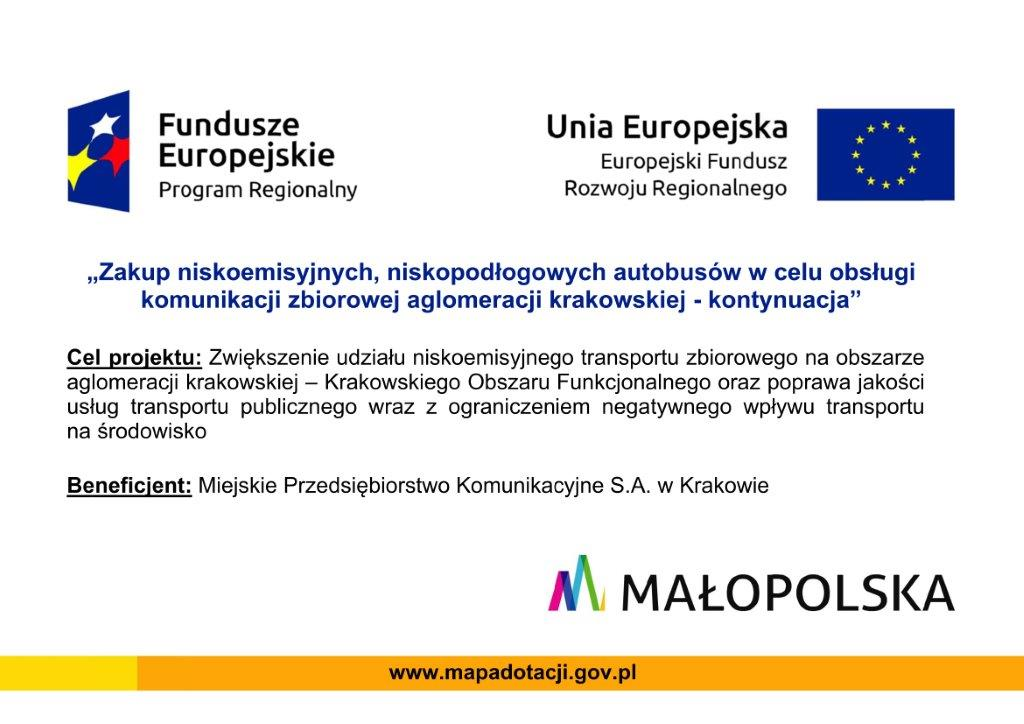 Fundusze
Europejskie
Program Regionalny
Unia Europejska
Europejski Fundusz
Rozwoju Regionalnego
„Zakup niskoemisyjnych, niskopodłogowych autobusów w celu obsługi
komunikacji zbiorowej aglomeracji krakowskiej - kontynuacja”
Cel projektu: Zwiększenie udziału niskoemisyjnego transportu zbiorowego na obszarze
aglomeracji krakowskiej – Krakowskiego Obszaru Funkcjonalnego oraz poprawa jakości
usług transportu publicznego wraz z ograniczeniem negatywnego wpływu transportu
na środowisko
Beneficjent: Miejskie Przedsiębiorstwo Komunikacyjne S.A. w Krakowie
MAŁOPOLSKA
www.mapadotacji.gov.pl